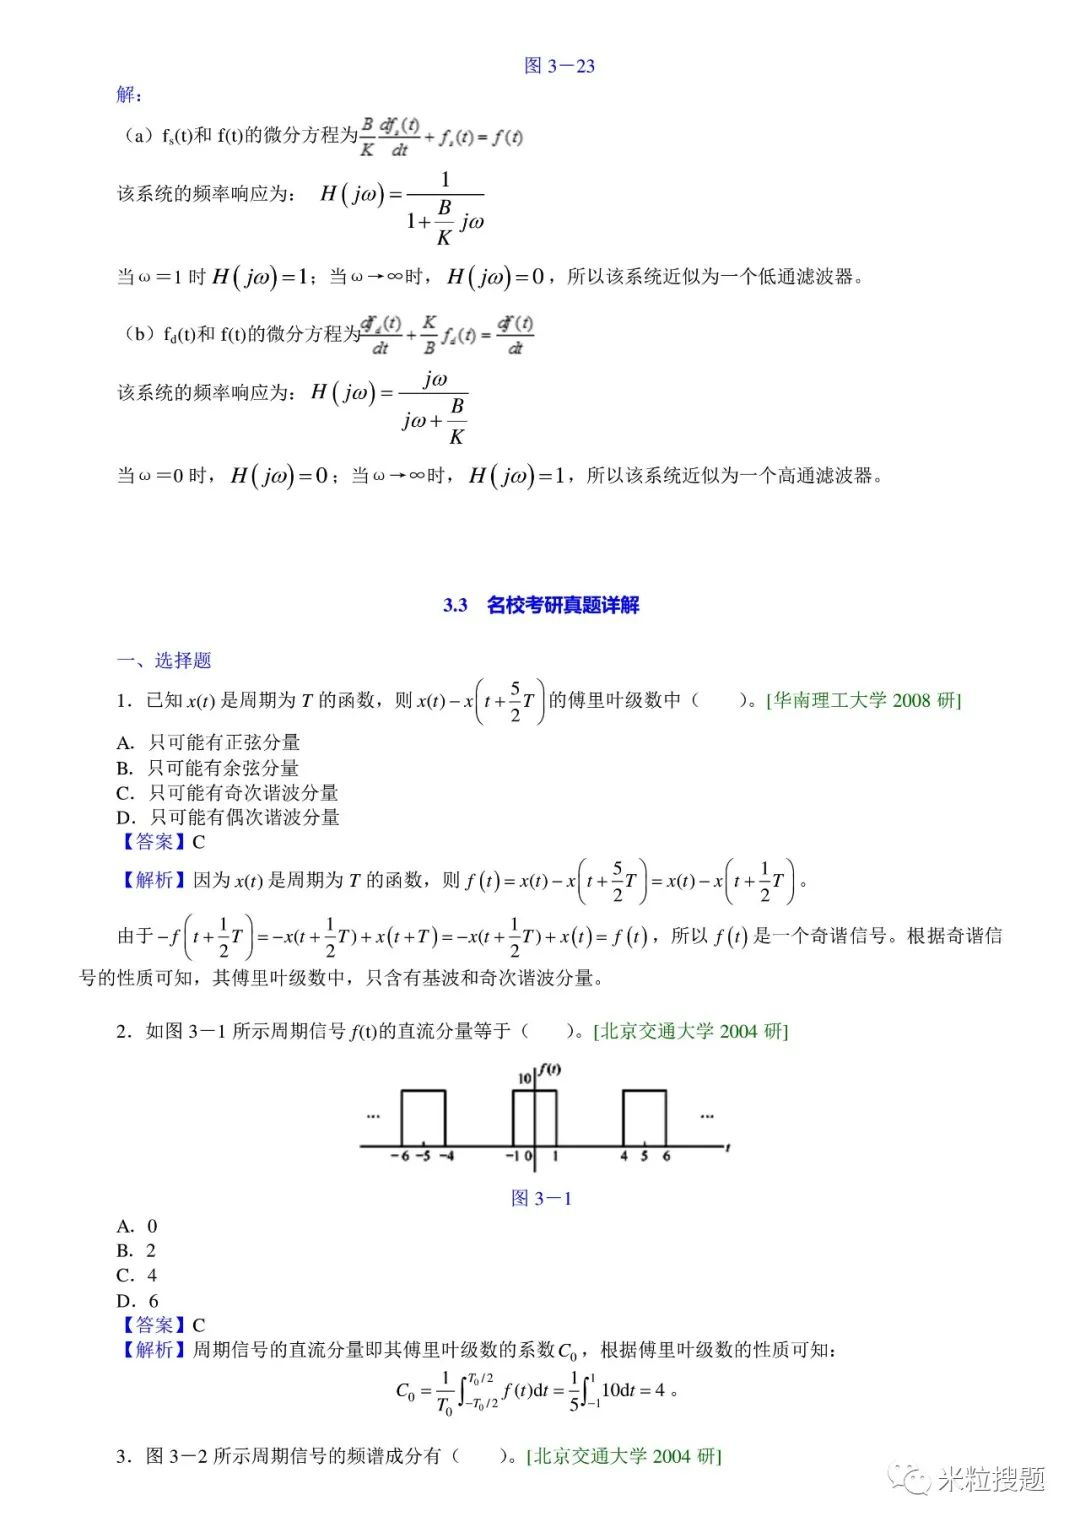 图 3－23
解：
（a）fs(t)和 f(t)的微分方程为 B/K dfs(t)/dt + fs(t) = f(t)
该系统的频率响应为： H(jω) = 1/(1+ B/K jω)
当ω＝1 时 H(jω)=1；当ω→∞时，H(jω)=0，所以该系统近似为一个低通滤波器。
（b）fd(t)和 f(t)的微分方程为 dfd(t)/dt + K/B fd(t) = df(t)/dt
该系统的频率响应为：H(jω) = jω/(jω + B/K)
当ω＝0 时，H(jω)=0；当ω→∞时，H(jω)=1，所以该系统近似为一个高通滤波器。
3.3 名校考研真题详解
一、选择题
1．已知 x(t) 是周期为 T 的函数，则 x(t) − x(t + 5/2 T) 的傅里叶级数中（ ）。[华南理工大学 2008 研]
A．只可能有正弦分量
B．只可能有余弦分量
C．只可能有奇次谐波分量
D．只可能有偶次谐波分量
【答案】C
【解析】因为 x(t) 是周期为 T 的函数，则 f(t) = x(t) − x(t + 5/2 T) = x(t) − x(t + 1/2 T)。
由于 −f(t + 1/2 T) = −x(t + 1/2 T) + x(t+T) = −x(t + 1/2 T) + x(t) = f(t)，所以 f(t) 是一个奇谐信号。根据奇谐信
号的性质可知，其傅里叶级数中，只含有基波和奇次谐波分量。
2．如图 3－1 所示周期信号 f(t)的直流分量等于（ ）。[北京交通大学 2004 研]
f(t)
10
... ...
-6 -5 -4 -1 0 1 4 5 6 t
图 3－1
A．0
B．2
C．4
D．6
【答案】C
【解析】周期信号的直流分量即其傅里叶级数的系数 C₀，根据傅里叶级数的性质可知：
C₀ = 1/T₀ ∫_{−T₀/2}^{T₀/2} f(t)dt = 1/5 ∫_{−1}^{1} 10dt = 4 。
3．图 3－2 所示周期信号的频谱成分有（ ）。[北京交通大学 2004 研]
米粒搜题